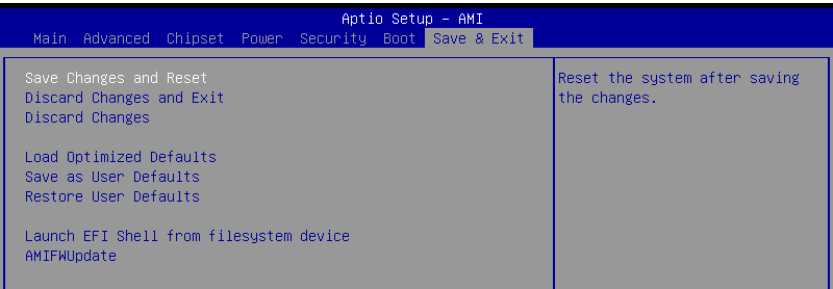 Aptio Setup – AMI
Main Advanced Chipset Power Security Boot Save & Exit
Save Changes and Reset
Discard Changes and Exit
Discard Changes
Load Optimized Defaults
Save as User Defaults
Restore User Defaults
Launch EFI Shell from filesystem device
AMIFWUpdate
Reset the system after saving
the changes.